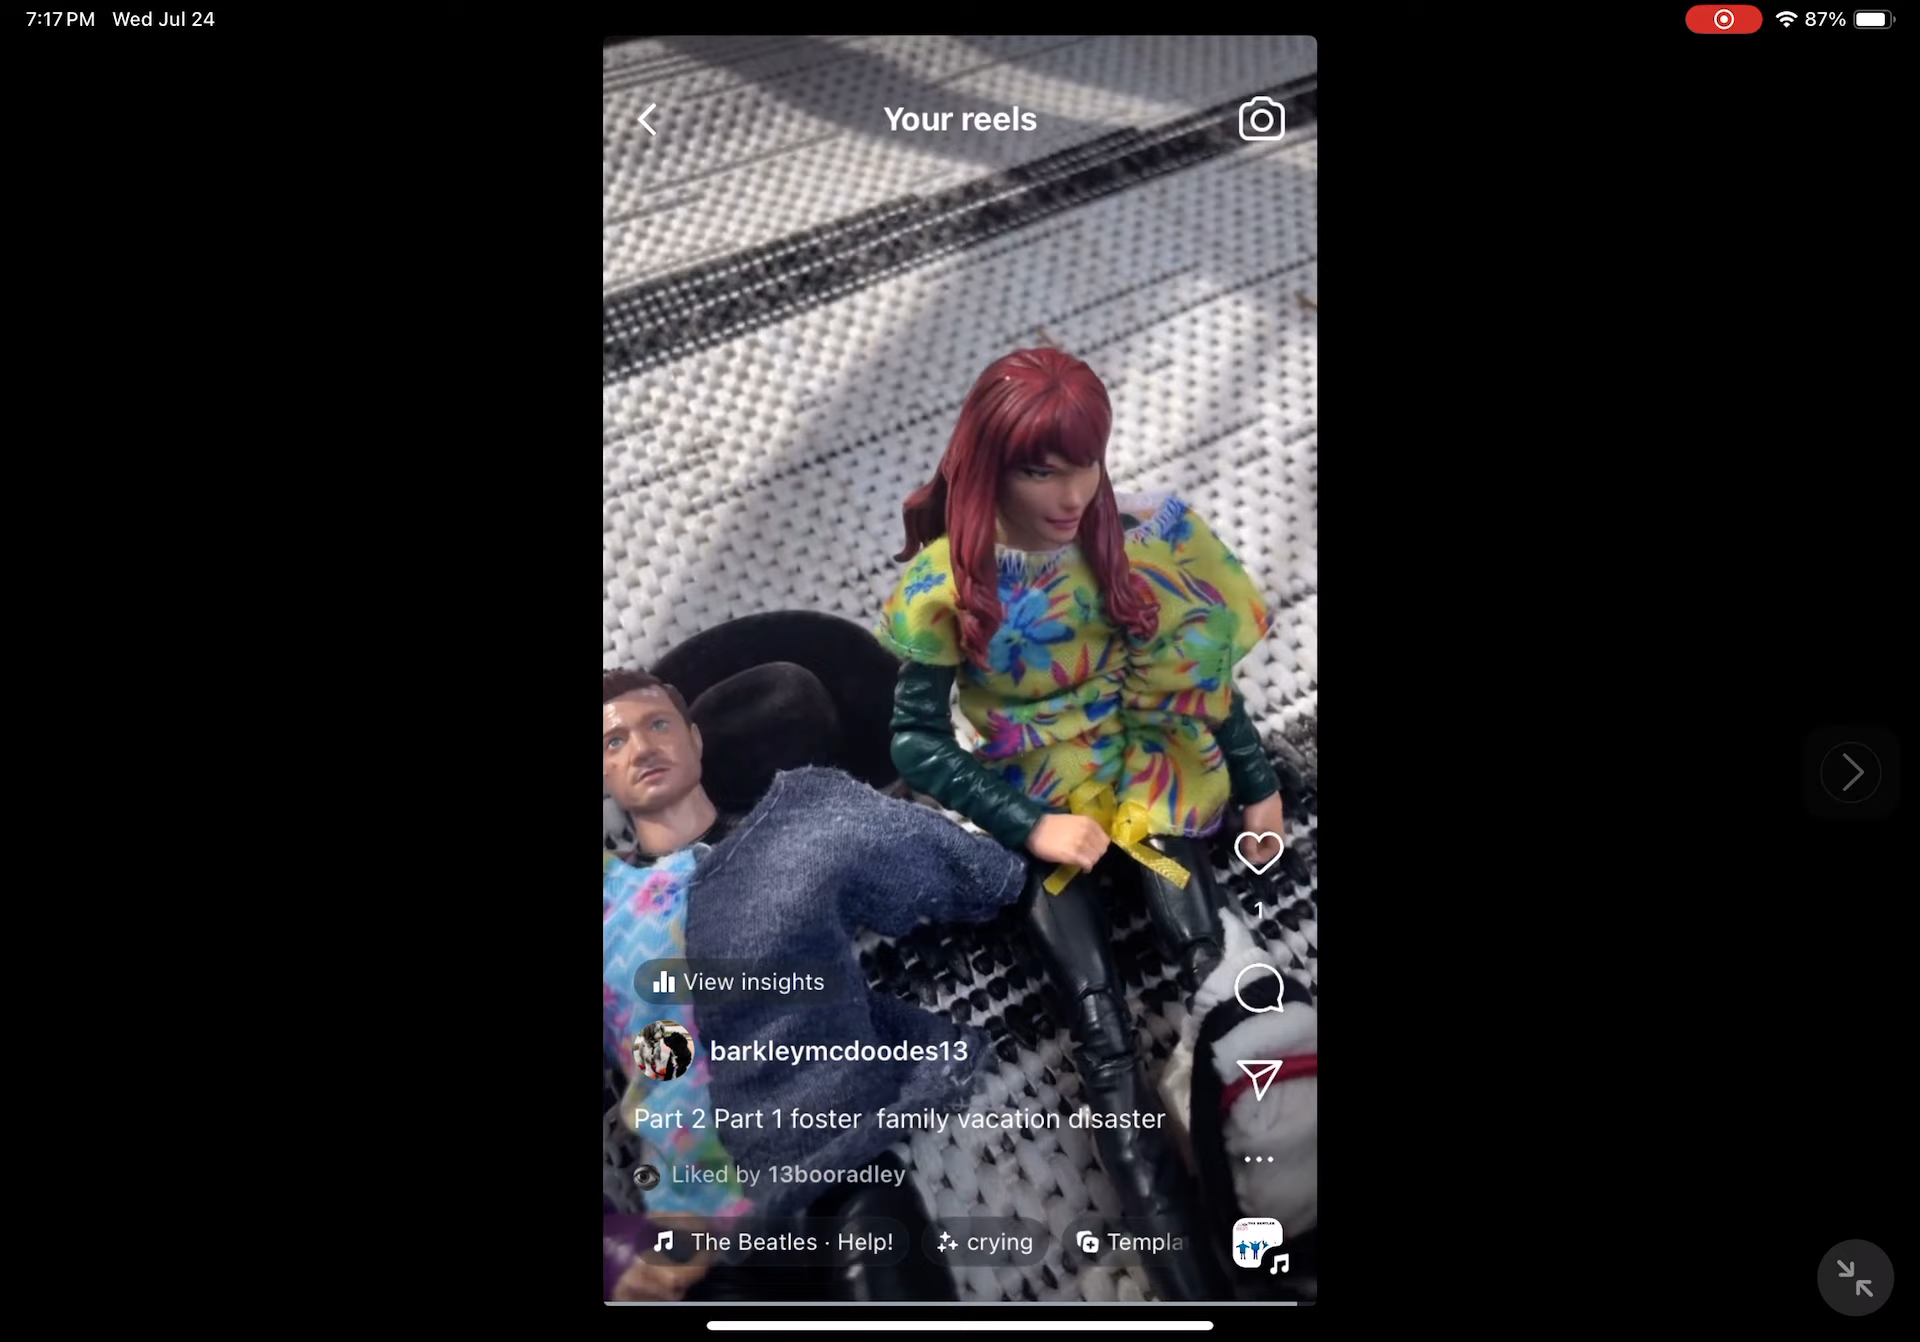 7:17 PM Wed Jul 24
87%
Your reels
1
View insights
barkleymcdoodes13
Part 2 Part 1 foster family vacation disaster
Liked by 13booradley
The Beatles · Help!
crying
Templa